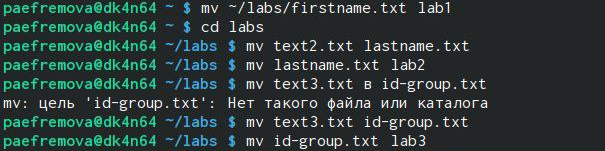 paefremova@dk4n64 ~ $ mv ~/labs/firstname.txt lab1
paefremova@dk4n64 ~ $ cd labs
paefremova@dk4n64 ~/labs $ mv text2.txt lastname.txt
paefremova@dk4n64 ~/labs $ mv lastname.txt lab2
paefremova@dk4n64 ~/labs $ mv text3.txt в id-group.txt
mv: цель 'id-group.txt': Нет такого файла или каталога
paefremova@dk4n64 ~/labs $ mv text3.txt id-group.txt
paefremova@dk4n64 ~/labs $ mv id-group.txt lab3